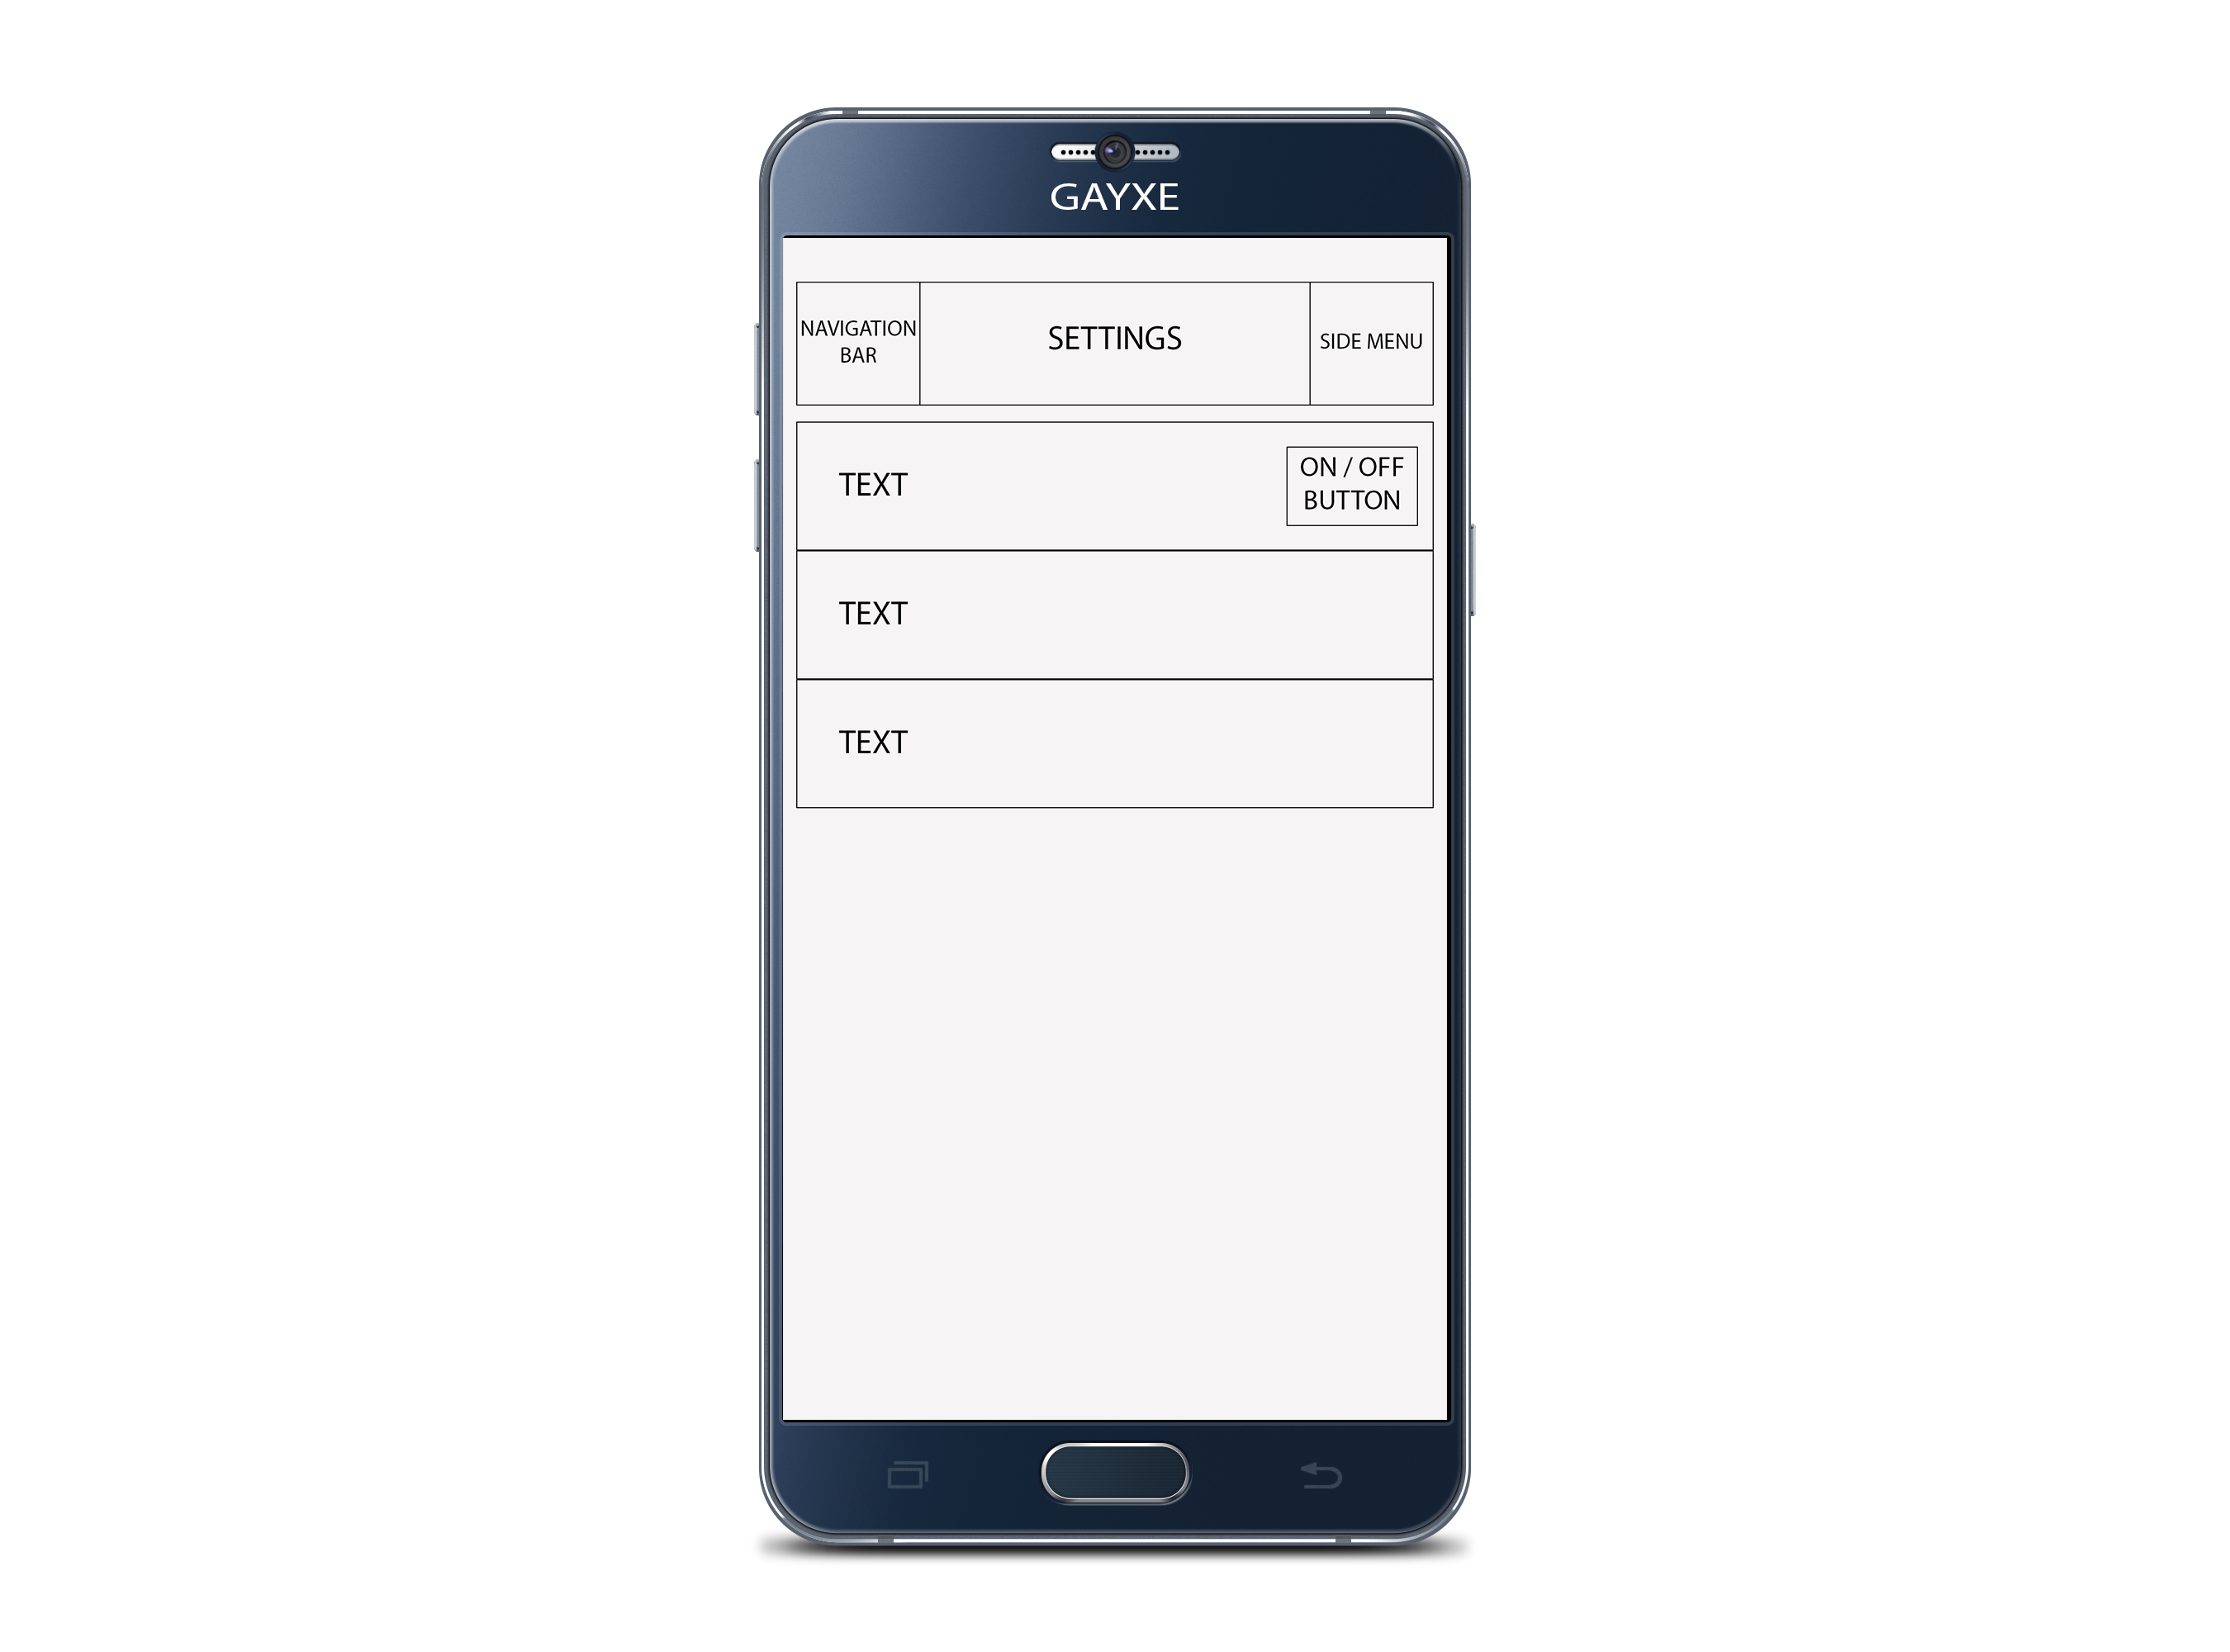 GAYXE
NAVIGATION
BAR
SETTINGS
SIDE MENU
TEXT
ON / OFF
BUTTON
TEXT
TEXT